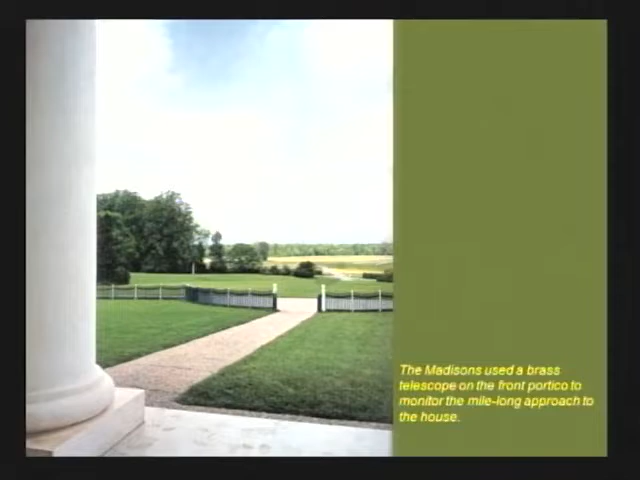 The Madisons used a brass
telescope on the front portico to
monitor the mile-long approach to
the house.